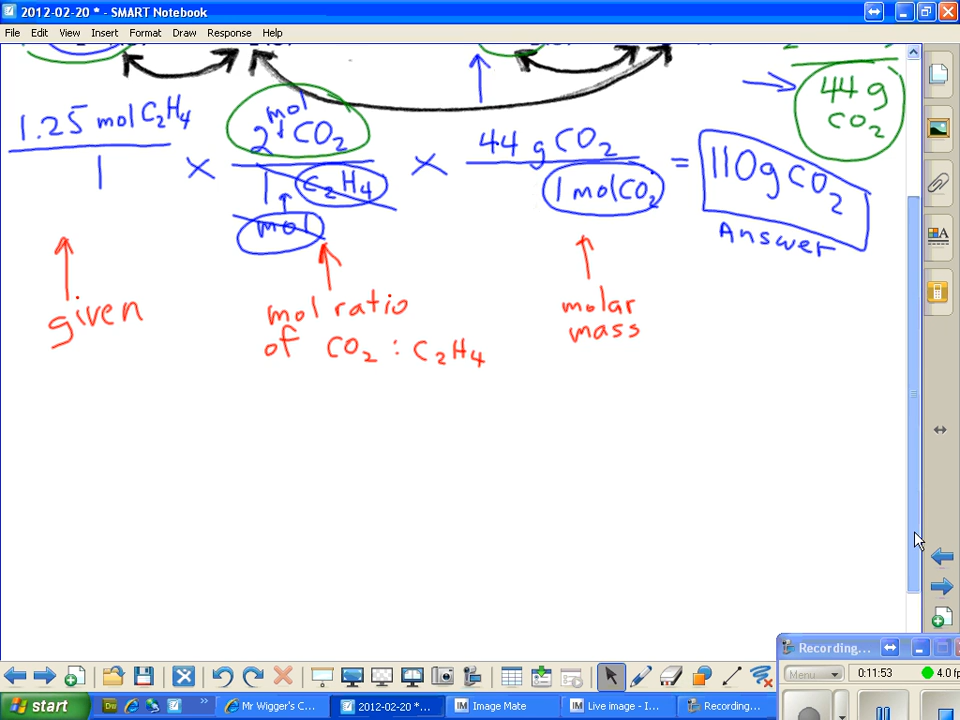 2012-02-20 * - SMART Notebook
File Edit View Insert Format Draw Response Help
44 g
CO2
1.25 mol C2H4
1
x
2 mol CO2
1 mol C2H4
x
44 g CO2
1 mol CO2
=
110 g CO2
Answer
given
mol ratio
of CO2 : C2H4
molar
mass
Recording...
Menu
0:11:53
4.0 f
start
Mr Wigger's C...
2012-02-20 *...
Image Mate
Live image - I...
Recording...